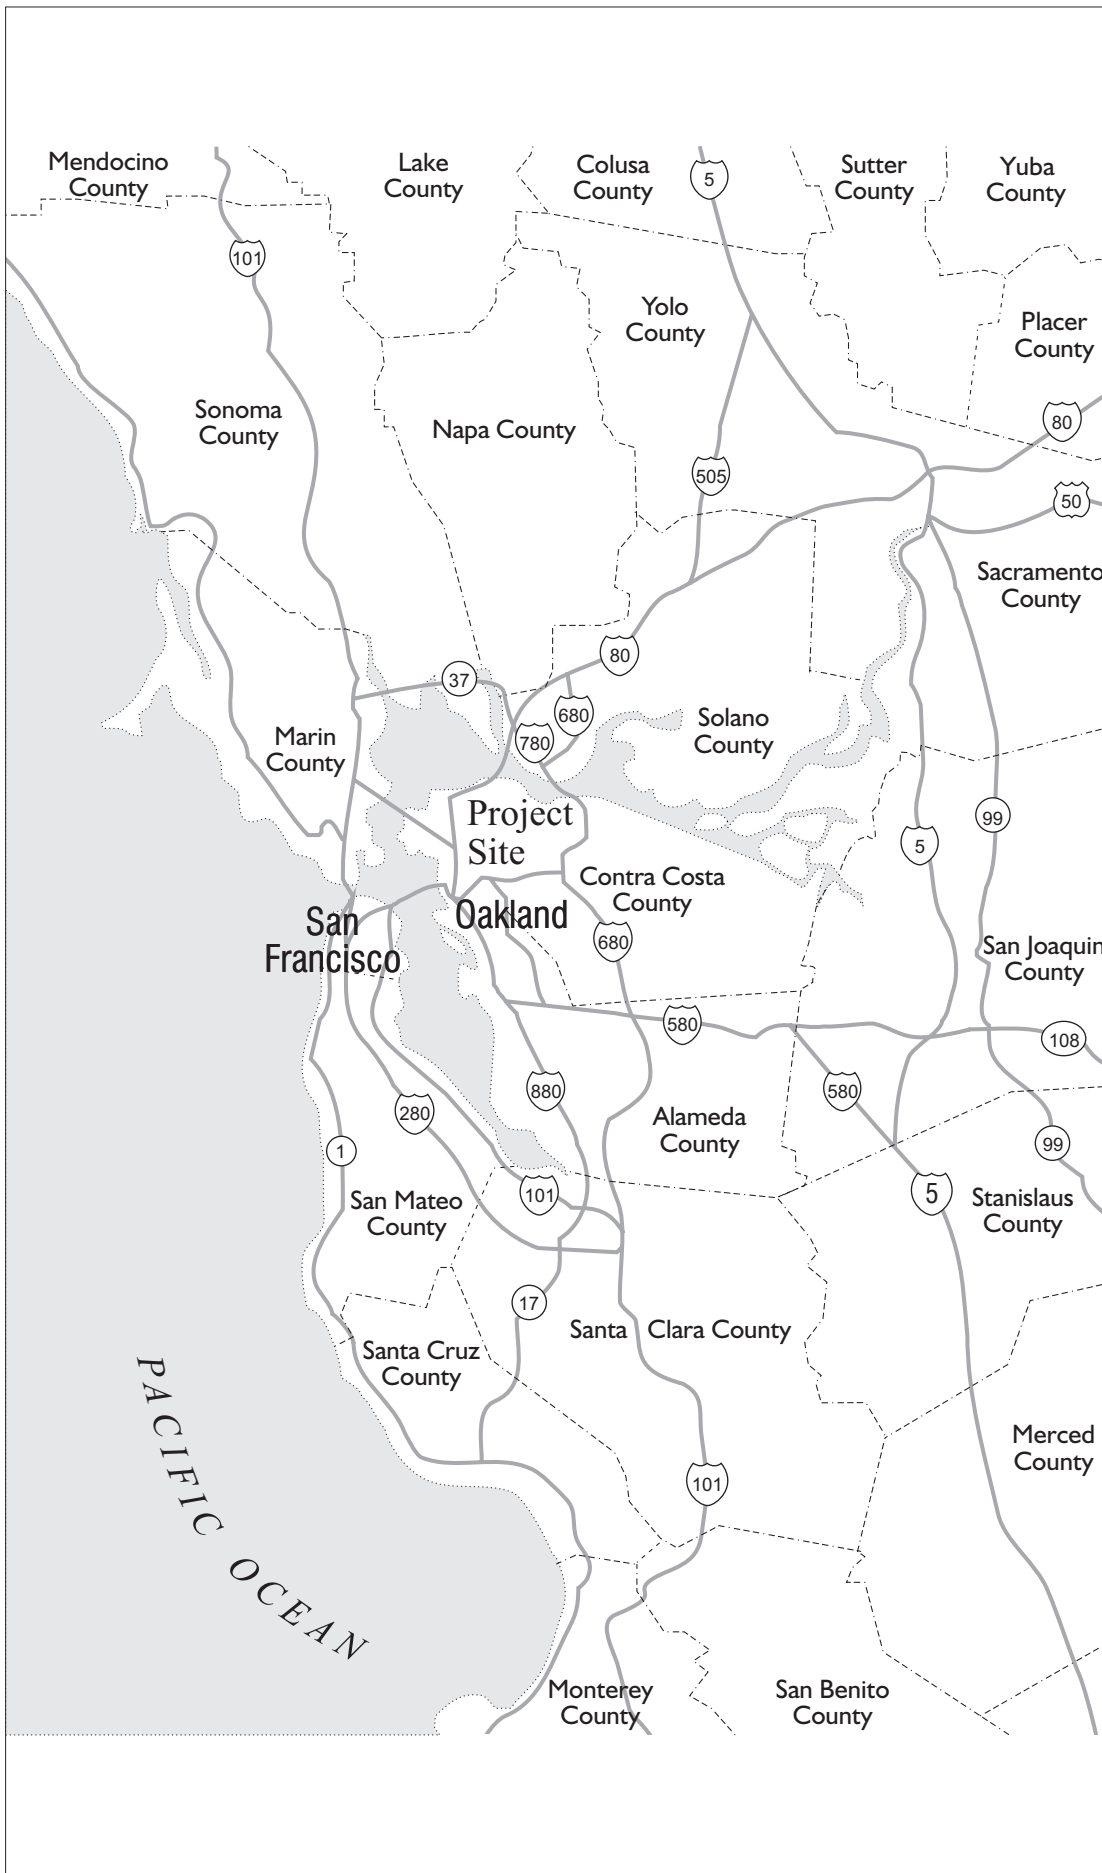 Mendocino
County
Lake
County
Colusa
County
5
Sutter
County
Yuba
County
101
Yolo
County
Placer
County
Sonoma
County
Napa County
80
505
50
Sacramento
County
80
37
680
780
Solano
County
Marin
County
Project
Site
99
5
Contra Costa
County
San
Francisco
Oakland
680
San Joaquin
County
580
108
880
580
280
Alameda
County
1
99
101
5
San Mateo
County
Stanislaus
County
17
Santa Clara County
Santa Cruz
County
PACIFIC OCEAN
Merced
County
101
Monterey
County
San Benito
County